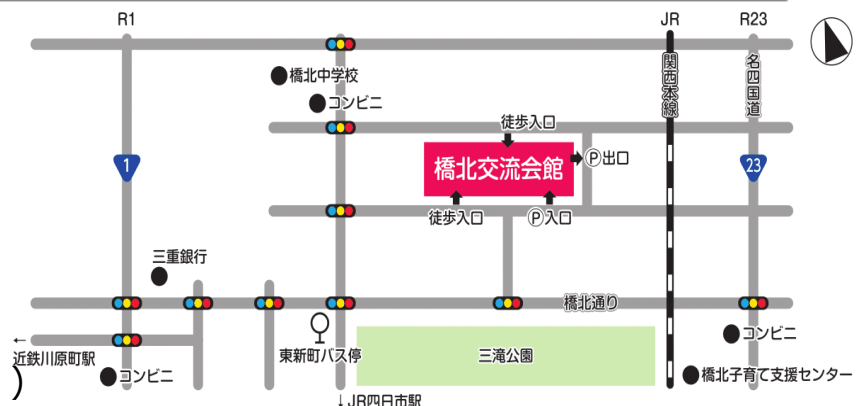 R1
JR
R23
橋北中学校
コンビニ
関西本線
名四国道
徒歩入口
橋北交流会館
Ⓟ出口
1
23
徒歩入口
Ⓟ入口
三重銀行
橋北通り
コンビニ
東新町バス停
三滝公園
←
近鉄川原町駅
)
コンビニ
橋北子育て支援センター
↓JR四日市駅